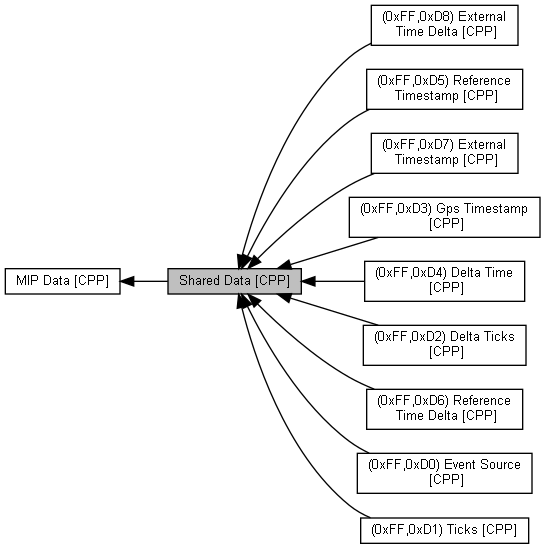 (0xFF,0xD8) External
Time Delta [CPP]
(0xFF,0xD5) Reference
Timestamp [CPP]
(0xFF,0xD7) External
Timestamp [CPP]
(0xFF,0xD3) Gps Timestamp
[CPP]
MIP Data [CPP]
Shared Data [CPP]
(0xFF,0xD4) Delta Time
[CPP]
(0xFF,0xD2) Delta Ticks
[CPP]
(0xFF,0xD6) Reference
Time Delta [CPP]
(0xFF,0xD0) Event Source
[CPP]
(0xFF,0xD1) Ticks [CPP]